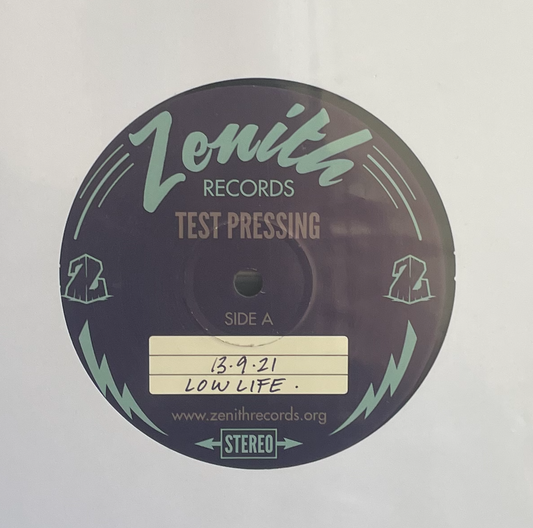 Zenith
RECORDS
TEST PRESSING
Z Z
SIDE A
13.9.21
LOW LIFE.
www.zenithrecords.org
STEREO